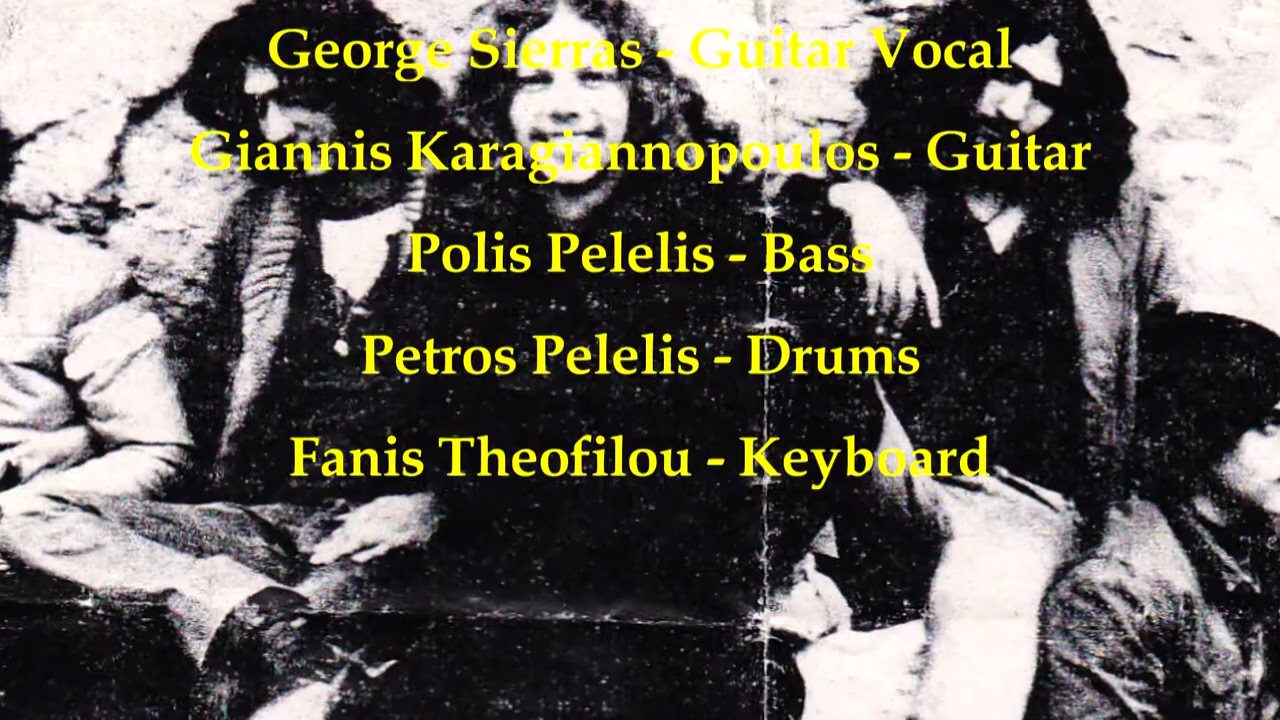 George Sierras - Guitar Vocal
Giannis Karagiannopoulos - Guitar
Polis Pelelis - Bass
Petros Pelelis - Drums
Fanis Theofilou - Keyboard